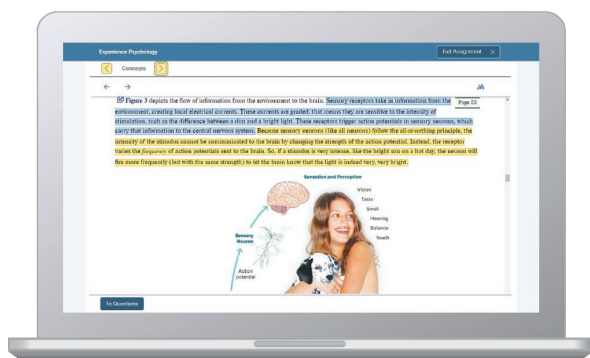 Experience Psychology
Exit Assignment X
Concepts
Figure 3 depicts the flow of information from the environment to the brain. Sensory receptors take in information from the
Page 88
environment, creating local electrical currents. These currents are graded; that means they are sensitive to the intensity of
stimulation, such as the difference between a dim and a bright light. These receptors trigger action potentials in sensory neurons, which
carry that information to the central nervous system. Because sensory neurons (like all neurons) follow the all-or-nothing principle, the
intensity of the stimulus cannot be communicated to the brain by changing the strength of the action potential. Instead, the receptor
varies the frequency of action potentials sent to the brain. So, if a stimulus is very intense, like the bright sun on a hot day, the neuron will
fire more frequently (but with the same strength) to let the brain know that the light is indeed very, very bright.
Sensation and Perception
Vision
Taste
Smell
Hearing
Balance
Touch
Sensory
Neuron
Action
potential
To Questions